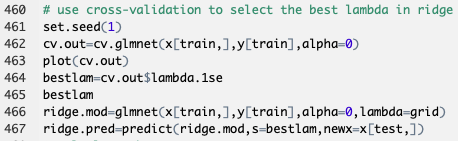 460 # use cross-validation to select the best lambda in ridge
461 set.seed(1)
462 cv.out=cv.glmnet(x[train,],y[train],alpha=0)
463 plot(cv.out)
464 bestlam=cv.out$lambda.1se
465 bestlam
466 ridge.mod=glmnet(x[train,],y[train],alpha=0,lambda=grid)
467 ridge.pred=predict(ridge.mod,s=bestlam,newx=x[test,])